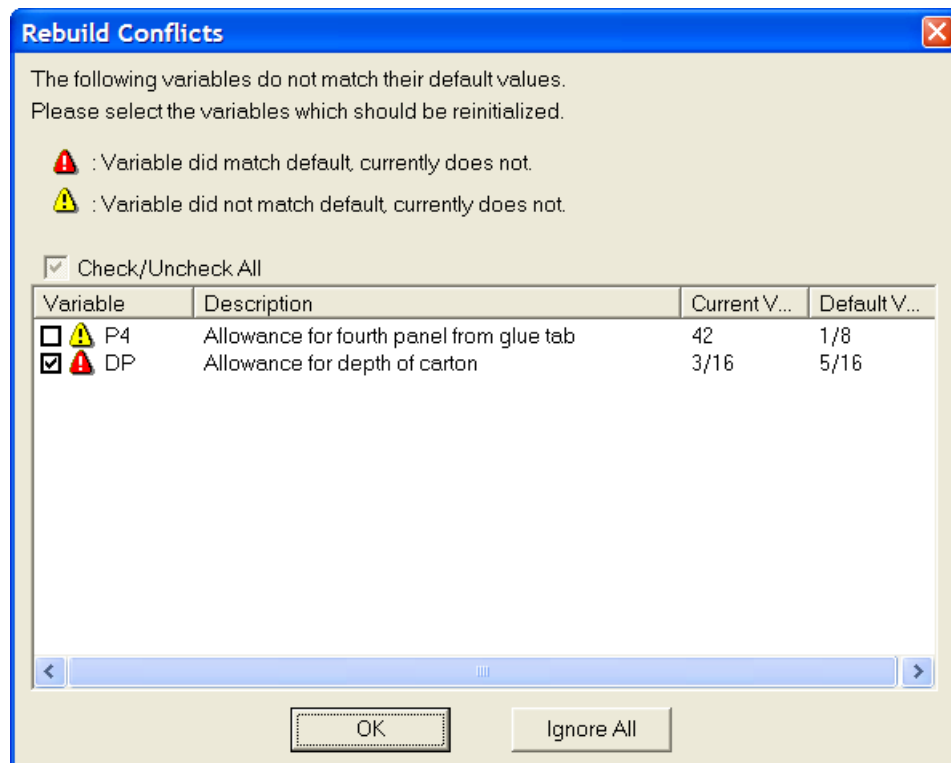 Rebuild Conflicts
The following variables do not match their default values.
Please select the variables which should be reinitialized.
: Variable did match default, currently does not.
: Variable did not match default, currently does not.
Check/Uncheck All
Variable Description Current V... Default V...
P4 Allowance for fourth panel from glue tab 42 1/8
DP Allowance for depth of carton 3/16 5/16
OK Ignore All